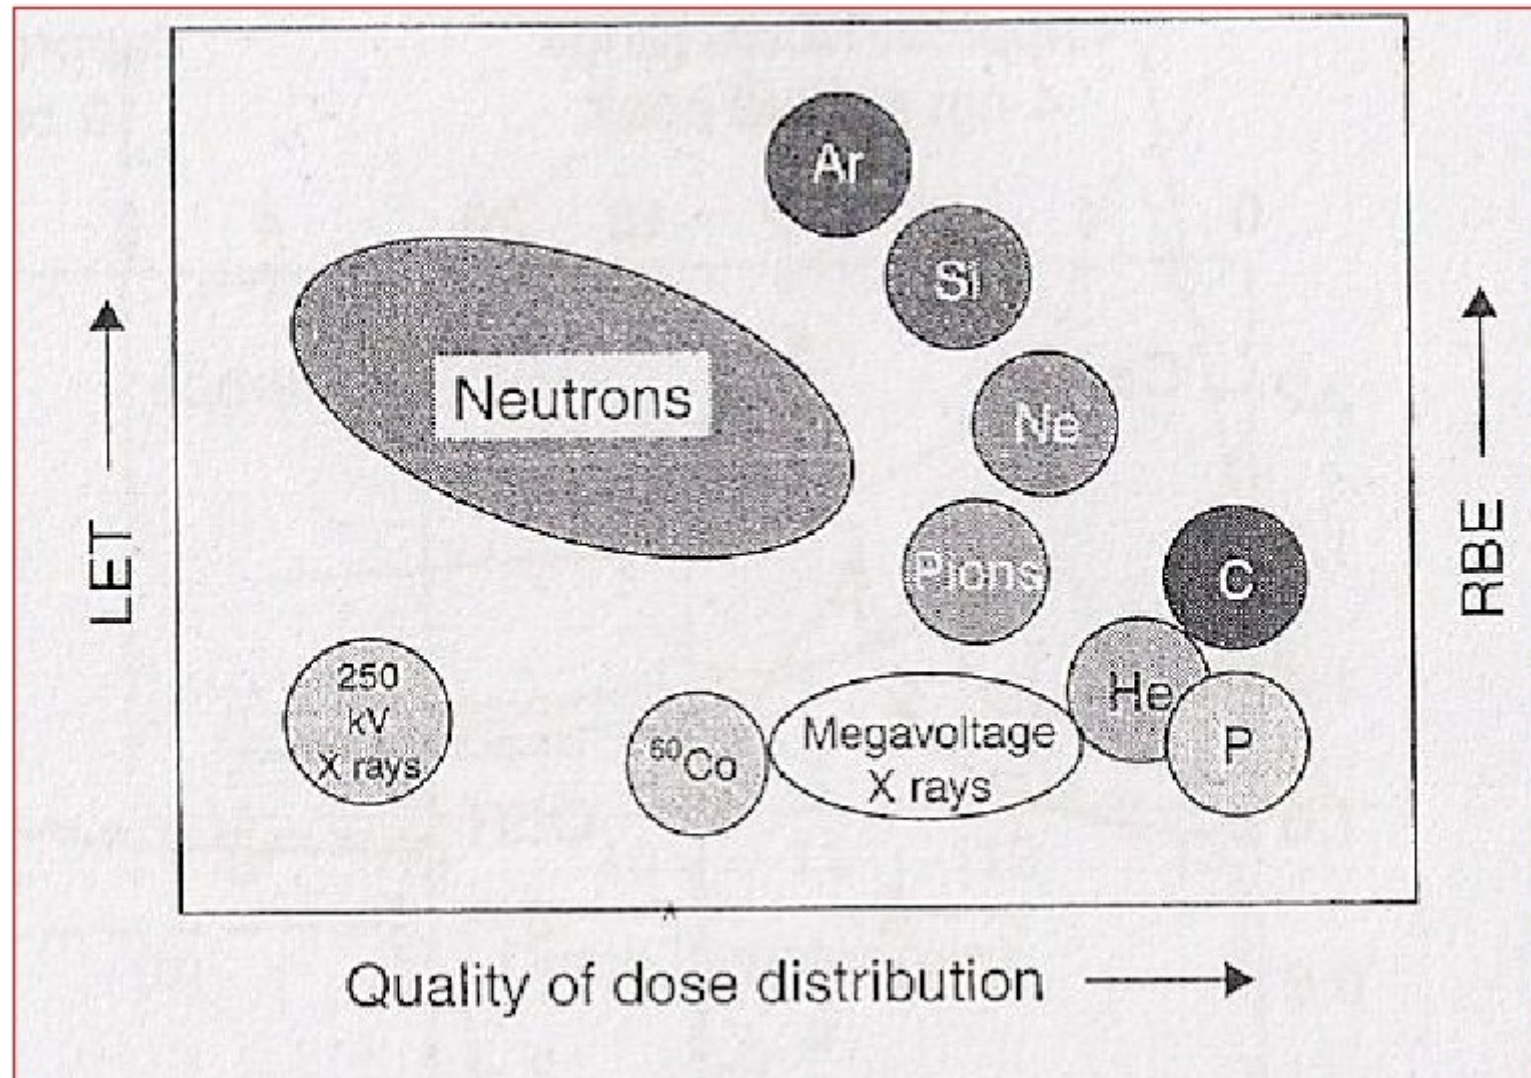 Ar
Si
Neutrons
Ne
Pions
C
LET
RBE
250
kV
X rays
⁶⁰Co
Megavoltage
X rays
He
P
Quality of dose distribution